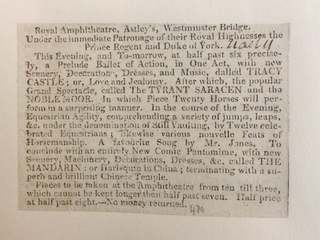 Royal Amphitheatre, Astley's, Westminster Bridge.
Under the immediate Patronage of their Royal Highnesses the
Prince Regent and Duke of York.
This Evening, and To-morrow, at half past six precise-
ly, a Prelude Ballet of Action, in One Act, with new
Scenery, Decorations, Dresses, and Music, called TRACY
CASTLE; or, Love and Jealousy. After which, the popular
Grand Spectacle, called The TYRANT SARACEN and the
NOBLE MOOR. In which Piece Twenty Horses will per-
form in a surprising manner. In the course of the Evening,
Equestrian Agility, comprehending a variety of jumps, leaps,
&c. under the denomination of Still Vaulting, by Twelve cele-
brated Equestrians; likewise various nouvelle Feats of
Horsemanship. A favourite Song by Mr. Jones. To
conclude with an entirely New Comic Pantomime, with new
Scenery, Machinery, Decorations, Dresses, &c. called THE
MANDARIN; or Harlequin in China; terminating with a su-
perb and brilliant Chinese Temple.
Places to be taken at the Amphitheatre from ten till three,
which cannot be kept longer than half past seven. Half price
at half past eight.—No money returned.